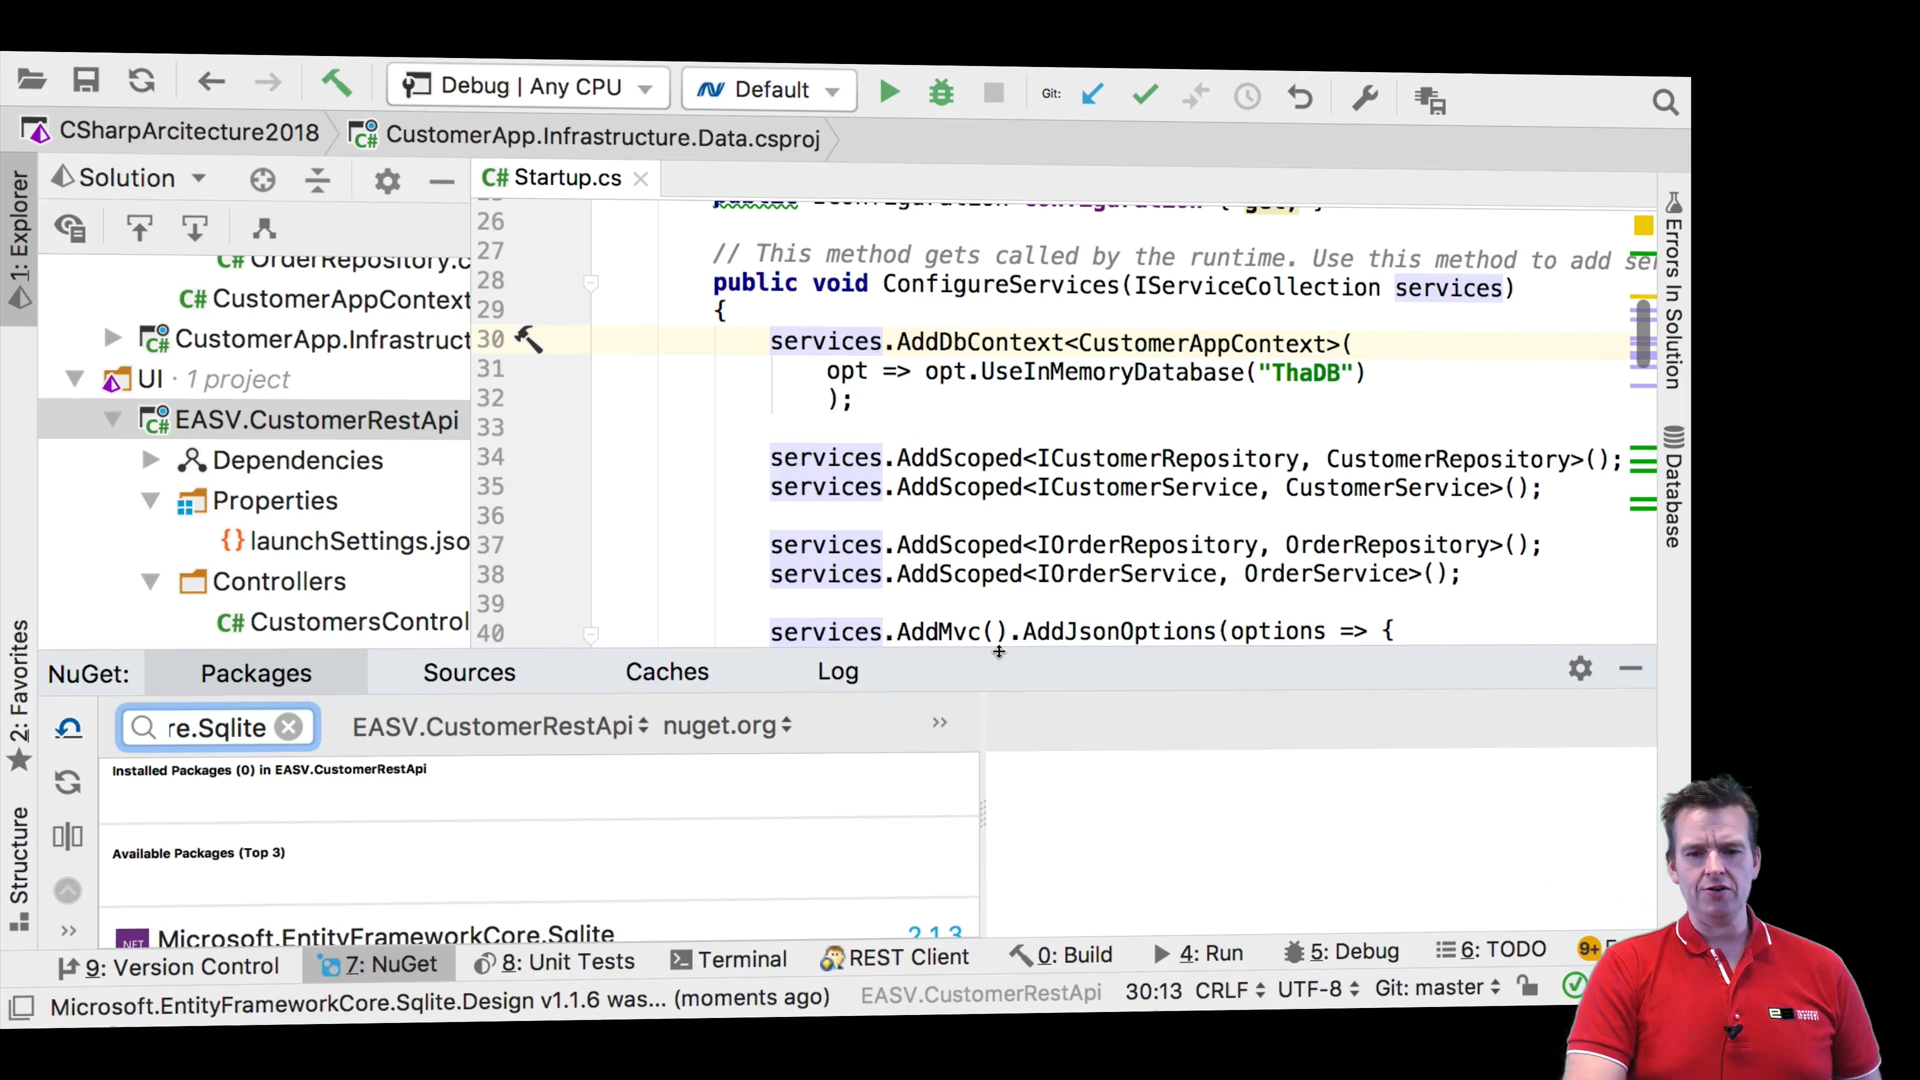 Debug | Any CPU
Default
Git:
CSharpArcitecture2018
CustomerApp.Infrastructure.Data.csproj
1: Explorer
Solution
C# Startup.cs
26
27 // This method gets called by the runtime. Use this method to add
28 public void ConfigureServices(IServiceCollection services)
29 {
30 services.AddDbContext<CustomerAppContext>(
31 opt => opt.UseInMemoryDatabase("ThaDB")
32 );
33
34 services.AddScoped<ICustomerRepository, CustomerRepository>();
35 services.AddScoped<ICustomerService, CustomerService>();
36
37 services.AddScoped<IOrderRepository, OrderRepository>();
38 services.AddScoped<IOrderService, OrderService>();
39
40 services.AddMvc().AddJsonOptions(options => {
C# OrderRepository.c
C# CustomerAppContext
C# CustomerApp.Infrastruct
UI · 1 project
C# EASV.CustomerRestApi
Dependencies
Properties
{} launchSettings.jso
Controllers
C# CustomersControl
Errors In Solution
Database
2: Favorites
Structure
NuGet: Packages Sources Caches Log
re.Sqlite
EASV.CustomerRestApi
nuget.org
Installed Packages (0) in EASV.CustomerRestApi
Available Packages (Top 3)
Microsoft.EntityFrameworkCore.Sqlite 2.1.3
9: Version Control
7: NuGet
8: Unit Tests
Terminal
REST Client
0: Build
4: Run
5: Debug
6: TODO
9+
Microsoft.EntityFrameworkCore.Sqlite.Design v1.1.6 was... (moments ago)
EASV.CustomerRestApi
30:13
CRLF
UTF-8
Git: master